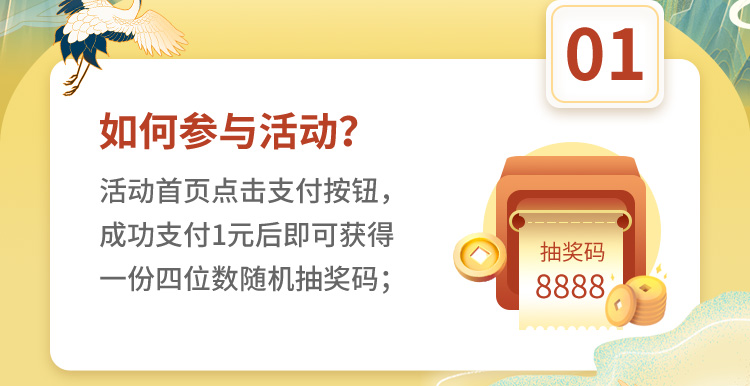 01
如何参与活动？
活动首页点击支付按钮，
成功支付1元后即可获得
一份四位数随机抽奖码；
抽奖码
8888